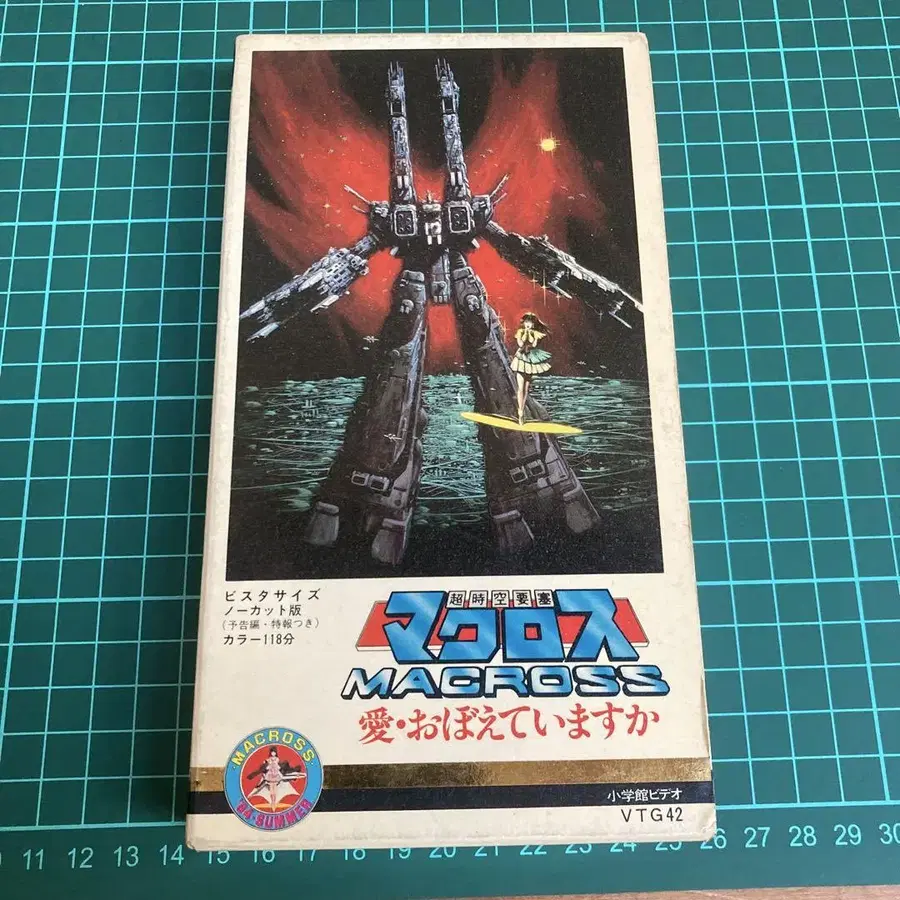 ビスタサイズ
ノーカット版
(予告編・特報つき)
カラー118分
超時空要塞
マクロス
MACROSS
愛・おぼえていますか
MACROSS
84・SUMMER
小学館ビデオ
VTG42
11 12 13 14 15 16 17 18 19 20 21 22 23 24 25 26 27 28 29 30